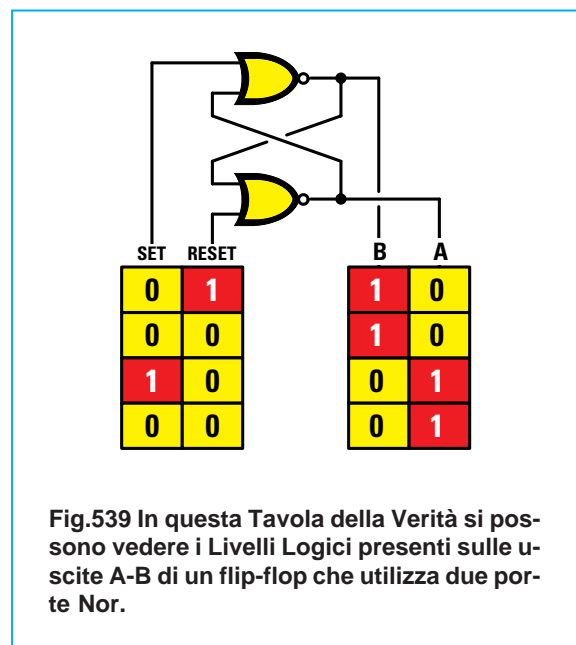 SET RESET B A
0 1 1 0
0 0 1 0
1 0 0 1
0 0 0 1
Fig.539 In questa Tavola della Verità si pos-
sono vedere i Livelli Logici presenti sulle u-
scite A-B di un flip-flop che utilizza due por-
te Nor.